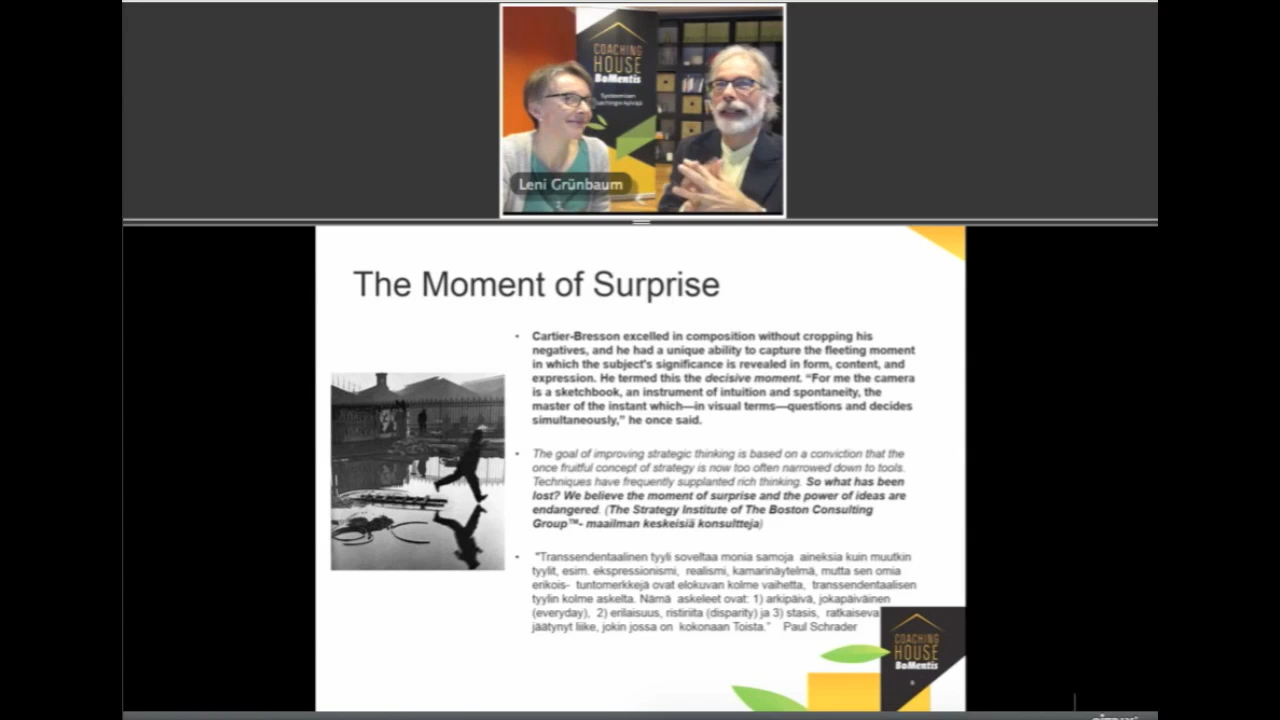 COACHING
HOUSE
BoMentis
Leni Grünbaum
The Moment of Surprise
Cartier-Bresson excelled in composition without cropping his
negatives, and he had a unique ability to capture the fleeting moment
in which the subject's significance is revealed in form, content, and
expression. He termed this the decisive moment. “For me the camera
is a sketchbook, an instrument of intuition and spontaneity, the
master of the instant which—in visual terms—questions and decides
simultaneously,” he once said.
The goal of improving strategic thinking is based on a conviction that the
once fruitful concept of strategy is now too often narrowed down to tools.
Techniques have frequently supplanted rich thinking. So what has been
lost? We believe the moment of surprise and the power of ideas are
endangered. (The Strategy Institute of The Boston Consulting
Group™- maailman keskeisiä konsultteja)
"Transsendentaalinen tyyli soveltaa monia samoja aineksia kuin muutkin
tyylit, esim. ekspressionismi, realismi, kamarinäytelmä, mutta sen omia
erikois- tuntomerkkejä ovat elokuvan kolme vaihetta, transsendentaalisen
tyylin kolme askelta. Nämä askeleet ovat: 1) arkipäivä, jokapäiväinen
(everyday), 2) erilaisuus, ristiriita (disparity) ja 3) stasis, ratkaiseva
jäätynyt liike, jokin jossa on kokonaan Toista." Paul Schrader
COACHING
HOUSE
BoMentis